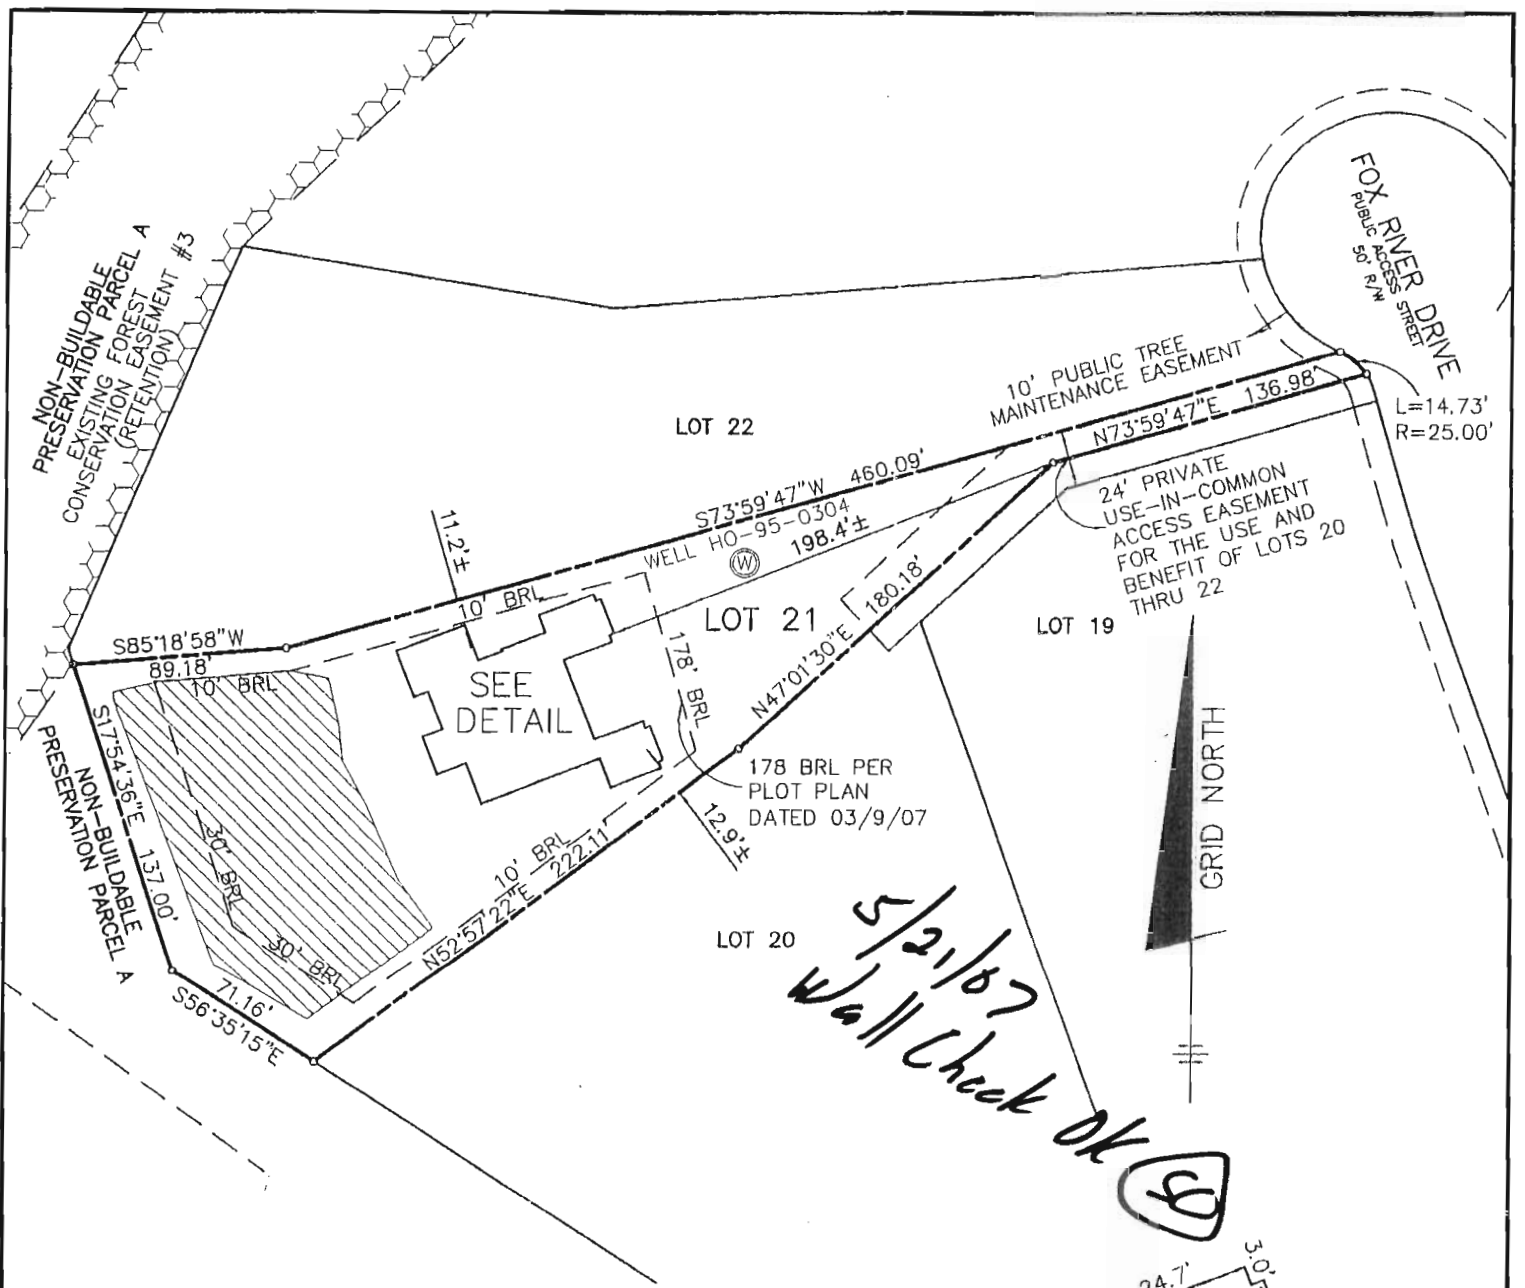 NON-BUILDABLE
PRESERVATION PARCEL A
EXISTING FOREST
CONSERVATION EASEMENT #3
(RETENTION)
FOX RIVER DRIVE
PUBLIC ACCESS STREET
50' R/W
10' PUBLIC TREE
MAINTENANCE EASEMENT
L=14.73'
R=25.00'
N73°59'47"E 136.98'
LOT 22
S73°59'47"W 460.09'
WELL HO-95-0304
W
198.4'±
11.2'±
24' PRIVATE
USE-IN-COMMON
ACCESS EASEMENT
FOR THE USE AND
BENEFIT OF LOTS 20
THRU 22
10' BRL
LOT 21
LOT 19
S85°18'58"W
89.18'
10' BRL
SEE
DETAIL
178' BRL
N47°01'30"E 180.18'
178 BRL PER
PLOT PLAN
DATED 03/9/07
12.9'±
S17°54'36"E 137.00'
NON-BUILDABLE
PRESERVATION PARCEL A
30' BRL
30' BRL
10' BRL
N52°57'22"E 222.11'
71.16'
S56°35'15"E
LOT 20
GRID NORTH
5/21/07
Wall Check OK
SO
24.7'
3.0'